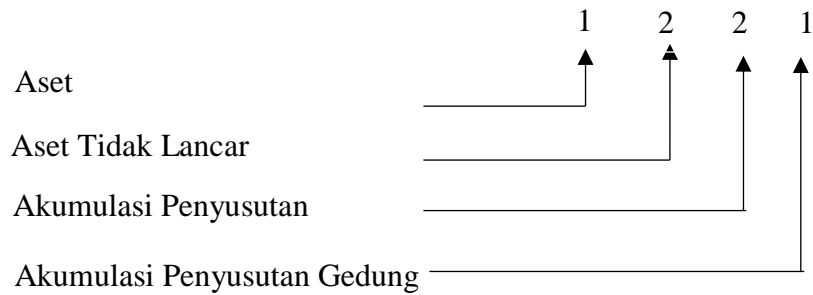 1 2 2 1
Aset
Aset Tidak Lancar
Akumulasi Penyusutan
Akumulasi Penyusutan Gedung